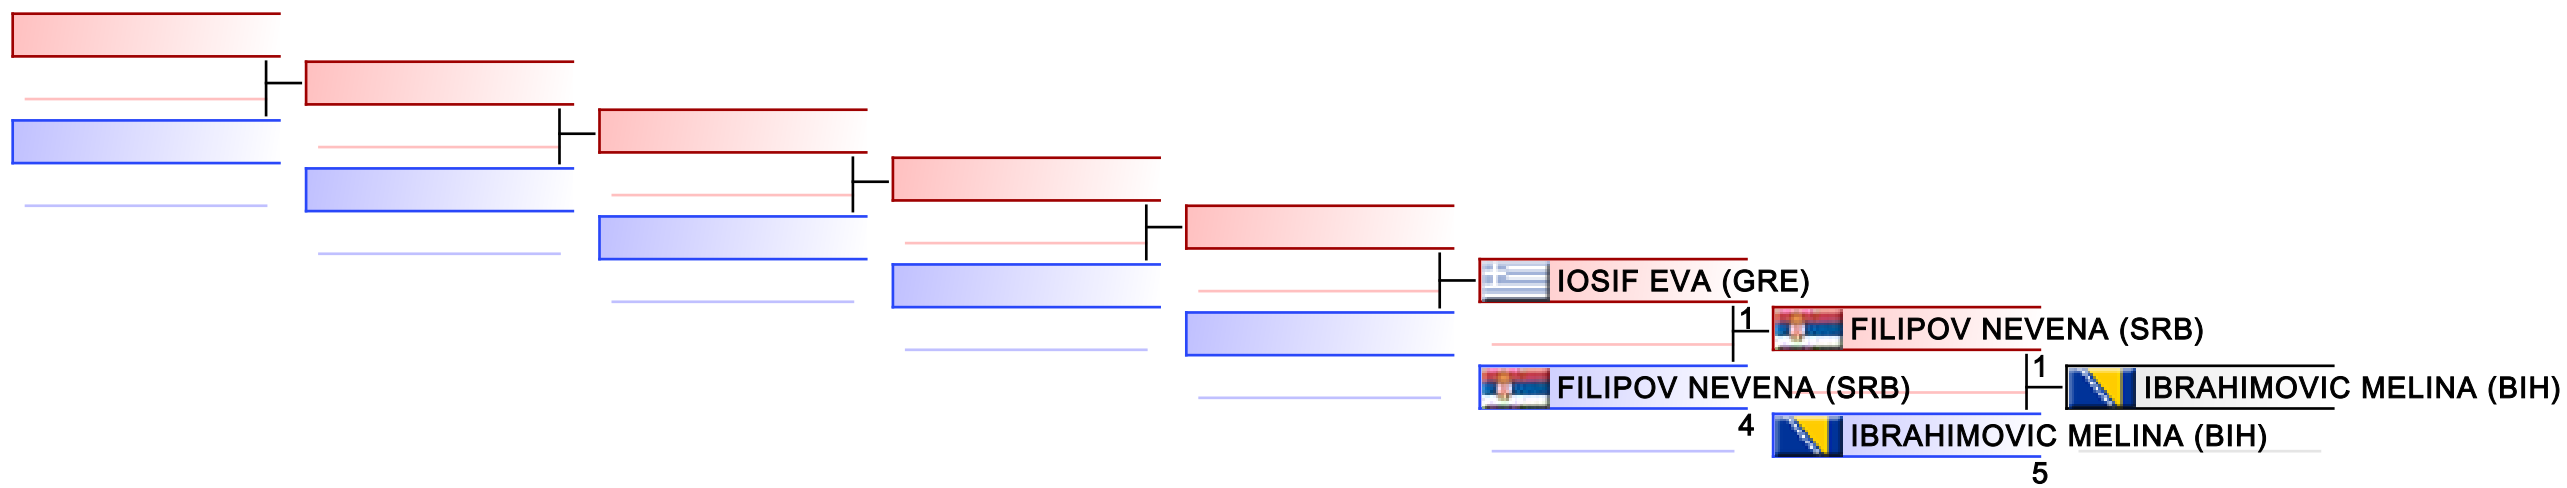 IOSIF EVA (GRE)
1
FILIPOV NEVENA (SRB)
4
FILIPOV NEVENA (SRB)
1
IBRAHIMOVIC MELINA (BIH)
5
IBRAHIMOVIC MELINA (BIH)